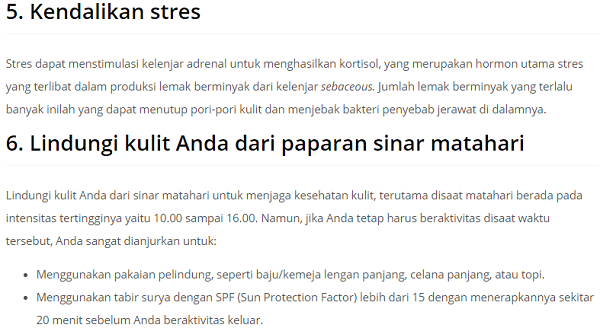 5. Kendalikan stres
Stres dapat menstimulasi kelenjar adrenal untuk menghasilkan kortisol, yang merupakan hormon utama stres
yang terlibat dalam produksi lemak berminyak dari kelenjar sebaceous. Jumlah lemak berminyak yang terlalu
banyak inilah yang dapat menutup pori-pori kulit dan menjebak bakteri penyebab jerawat di dalamnya.
6. Lindungi kulit Anda dari paparan sinar matahari
Lindungi kulit Anda dari sinar matahari untuk menjaga kesehatan kulit, terutama disaat matahari berada pada
intensitas tertingginya yaitu 10.00 sampai 16.00. Namun, jika Anda tetap harus beraktivitas disaat waktu
tersebut, Anda sangat dianjurkan untuk:
• Menggunakan pakaian pelindung, seperti baju/kemeja lengan panjang, celana panjang, atau topi.
• Menggunakan tabir surya dengan SPF (Sun Protection Factor) lebih dari 15 dengan menerapkannya sekitar
20 menit sebelum Anda beraktivitas keluar.